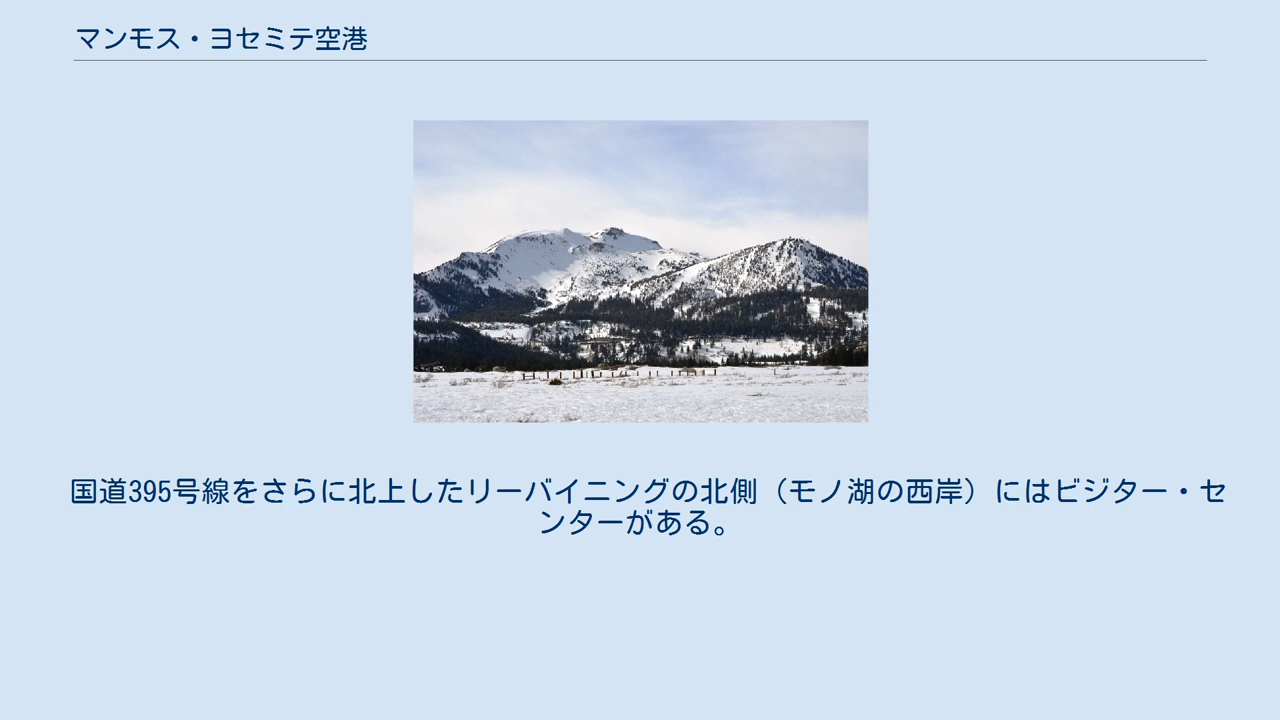 マンモス・ヨセミテ空港
国道395号線をさらに北上したリーバイニングの北側（モノ湖の西岸）にはビジター・セ
ンターがある。